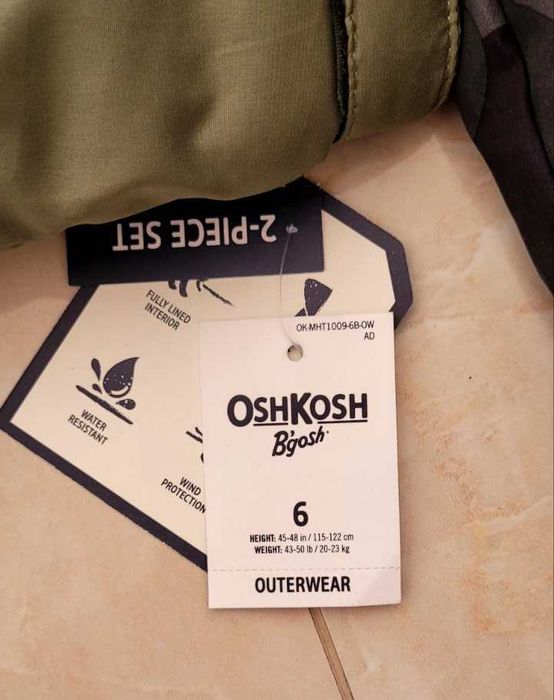 2-PIECE SET
FULLY LINED
INTERIOR
WATER
RESISTANT
WIND
PROTECTION
OK-MHT1009-6B-OW
AD
OSHKOSH
B'gosh
6
HEIGHT: 45-48 in / 115-122 cm
WEIGHT: 43-50 lb / 20-23 kg
OUTERWEAR